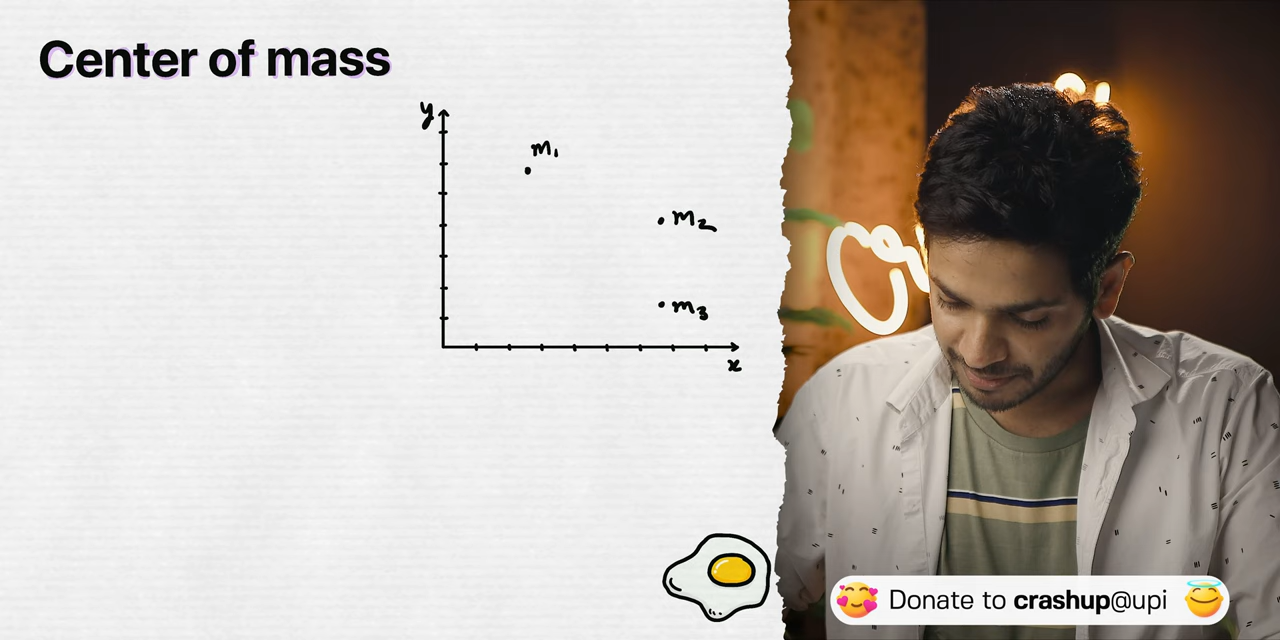 Center of mass
y
m₁
m₂
m₃
x
Donate to crashup@upi